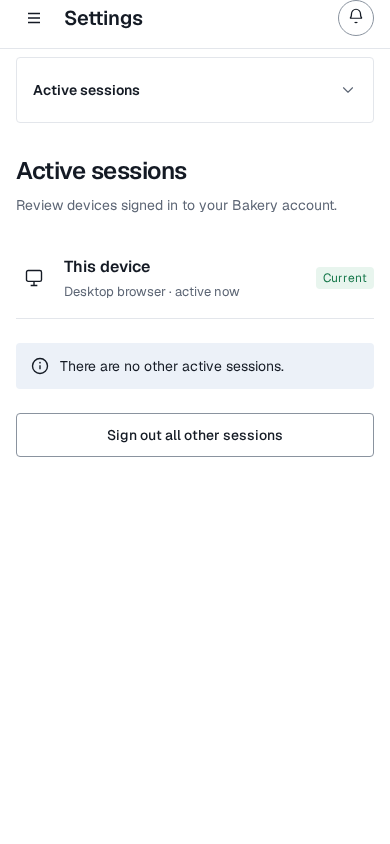 Settings
Active sessions
Active sessions
Review devices signed in to your Bakery account.
This device
Desktop browser · active now
Current
There are no other active sessions.
Sign out all other sessions